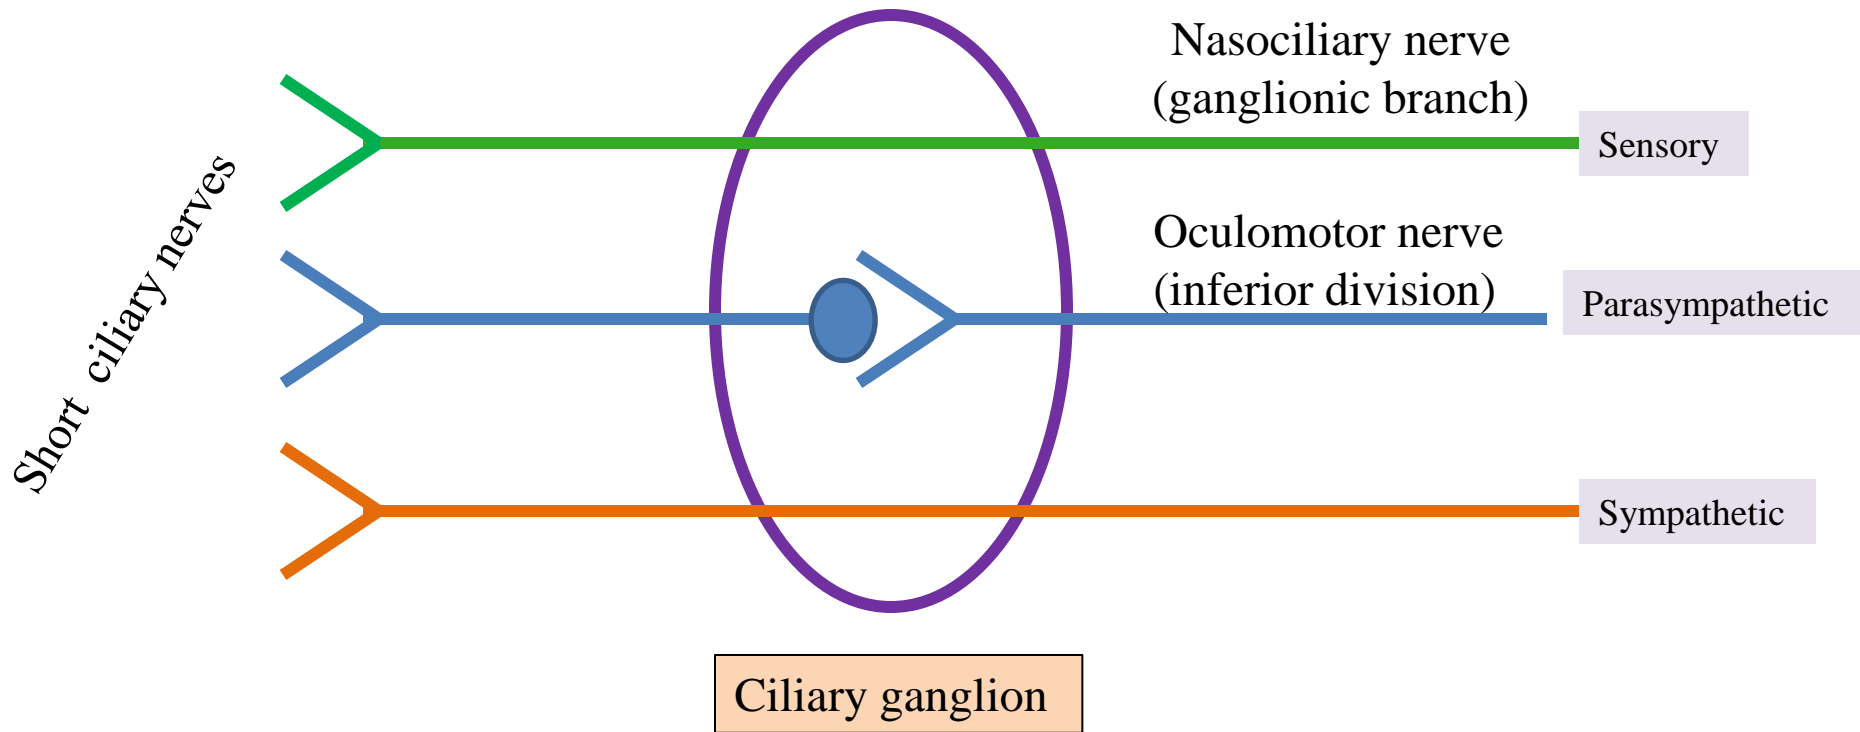 Nasociliary nerve
(ganglionic branch)
Sensory
Short ciliary nerves
Oculomotor nerve
(inferior division)
Parasympathetic
Sympathetic
Ciliary ganglion